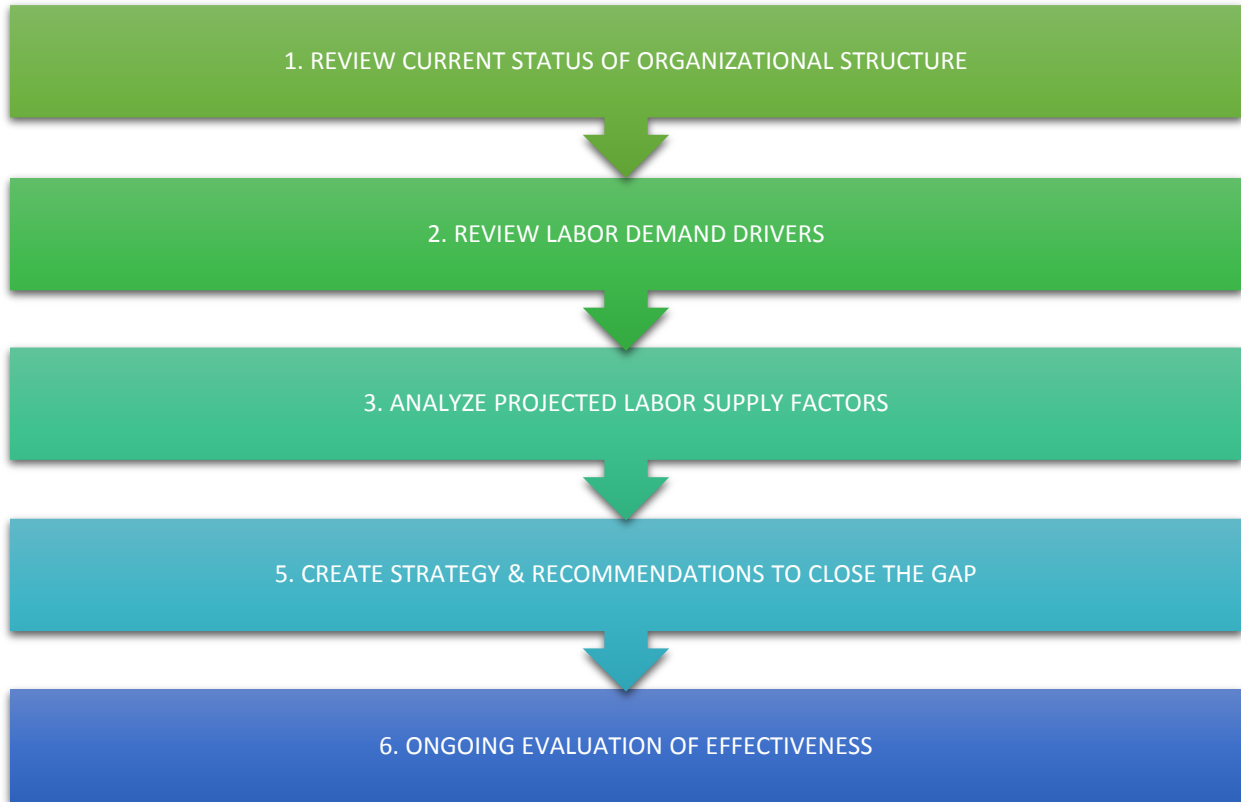 1. REVIEW CURRENT STATUS OF ORGANIZATIONAL STRUCTURE
2. REVIEW LABOR DEMAND DRIVERS
3. ANALYZE PROJECTED LABOR SUPPLY FACTORS
5. CREATE STRATEGY & RECOMMENDATIONS TO CLOSE THE GAP
6. ONGOING EVALUATION OF EFFECTIVENESS